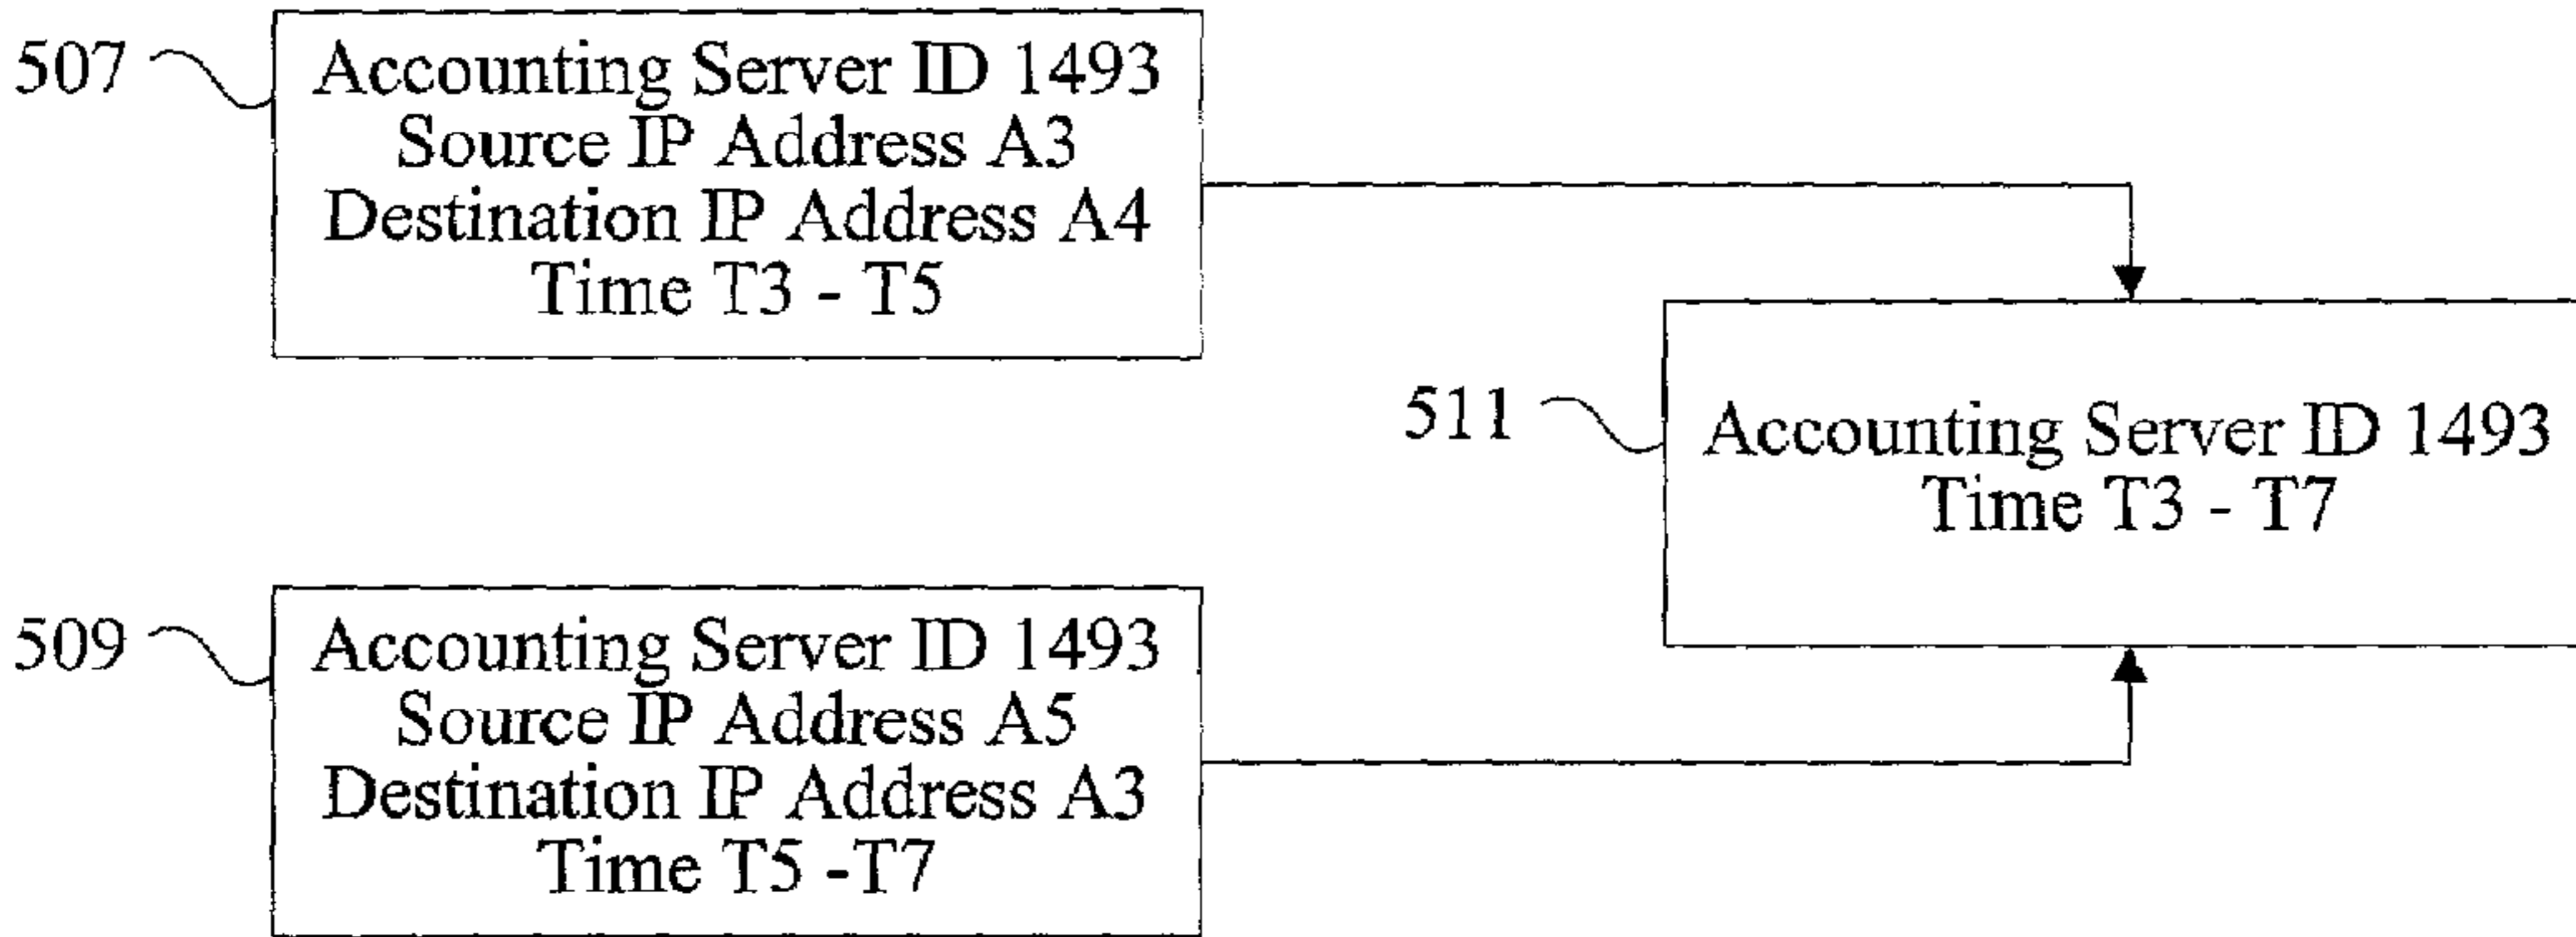 507
Accounting Server ID 1493
Source IP Address A3
Destination IP Address A4
Time T3 - T5
511
Accounting Server ID 1493
Time T3 - T7
509
Accounting Server ID 1493
Source IP Address A5
Destination IP Address A3
Time T5 -T7